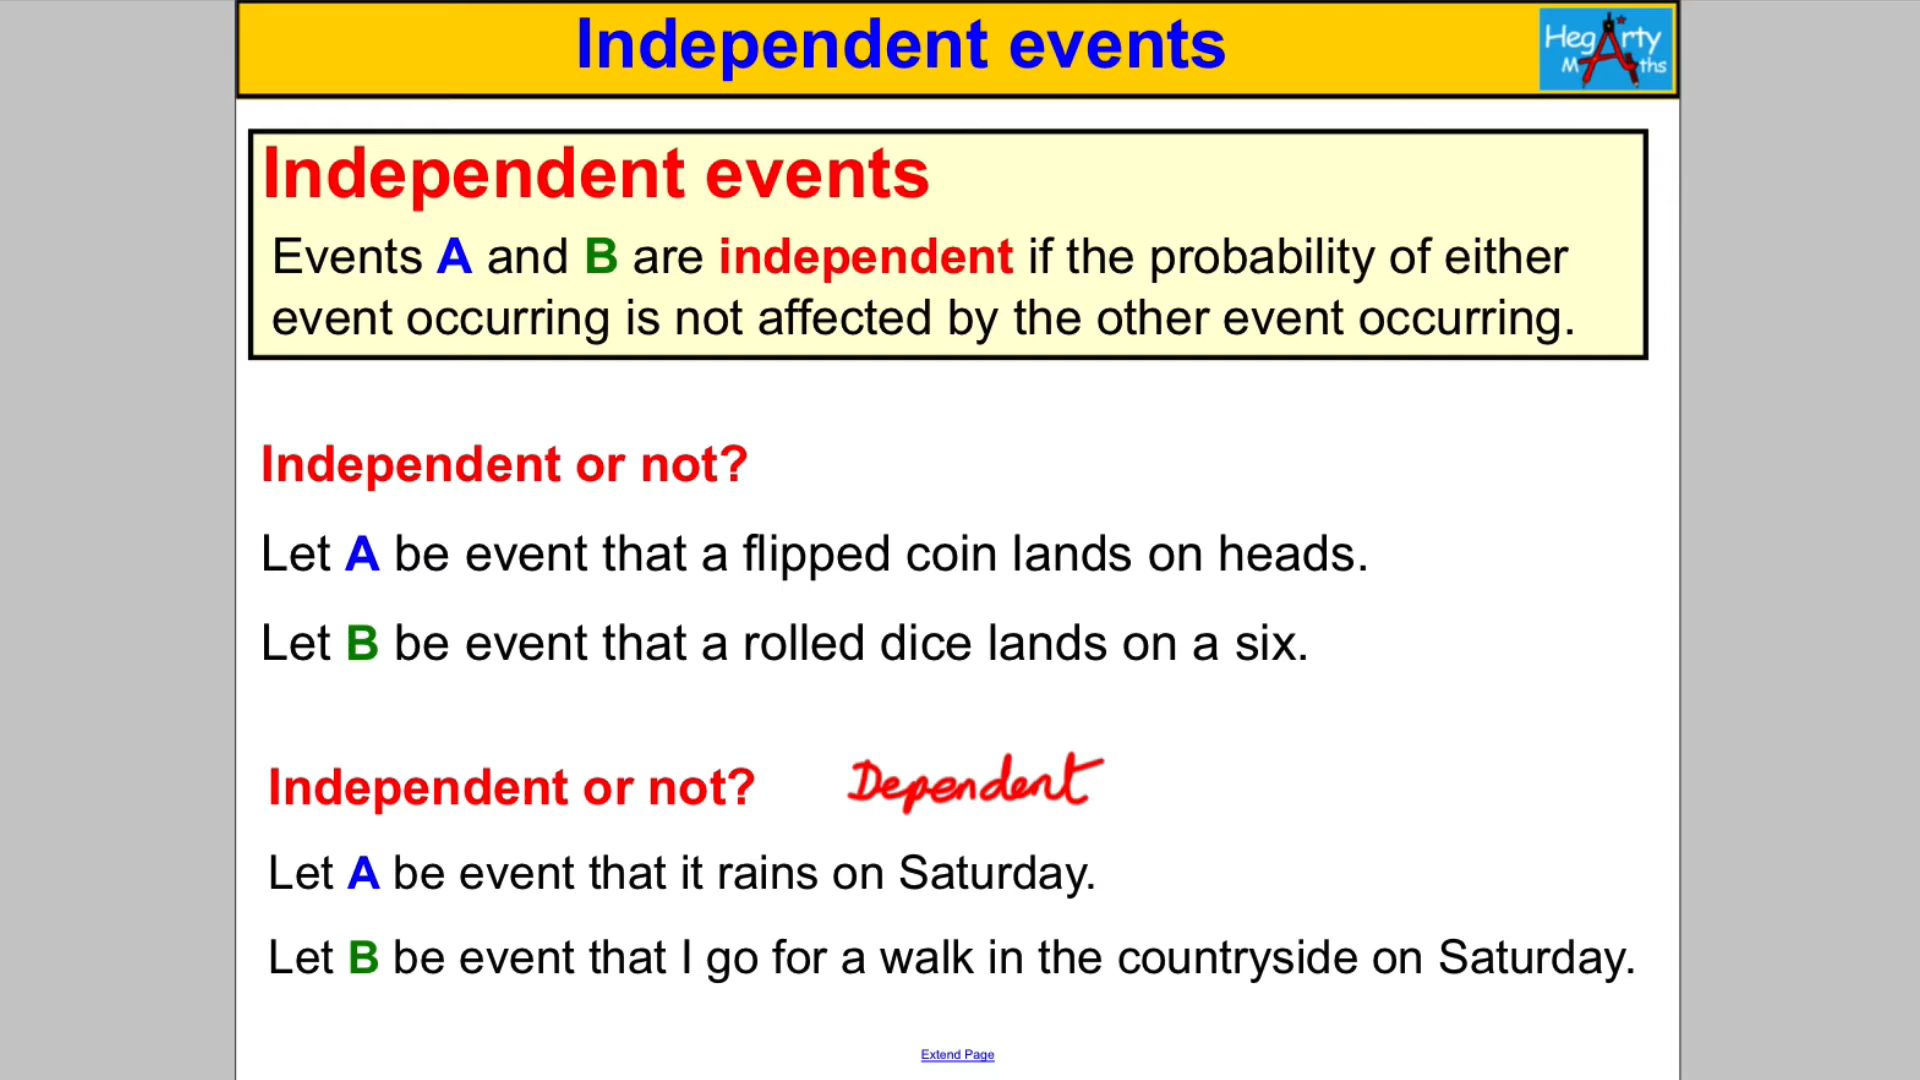 Independent events
HegArty
Maths
Independent events
Events A and B are independent if the probability of either
event occurring is not affected by the other event occurring.
Independent or not?
Let A be event that a flipped coin lands on heads.
Let B be event that a rolled dice lands on a six.
Independent or not? Dependent
Let A be event that it rains on Saturday.
Let B be event that I go for a walk in the countryside on Saturday.
Extend Page